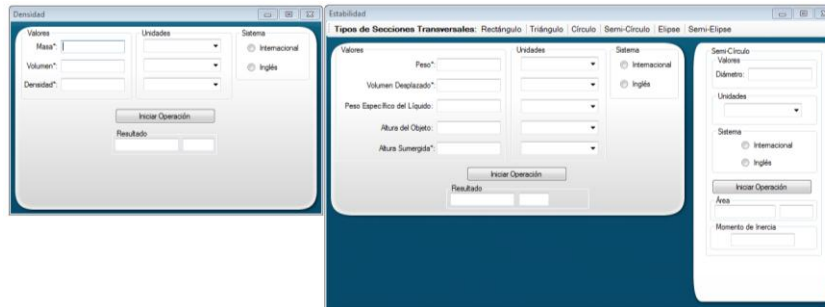 Densidad
Valores
Unidades
Sistema
Masa*:
Internacional
Volumen*:
Inglés
Densidad*:
Iniciar Operación
Resultado
Estabilidad
Tipos de Secciones Transversales: Rectángulo Triángulo Círculo Semi-Círculo Elipse Semi-Elipse
Valores
Unidades
Sistema
Peso*:
Internacional
Volumen Desplazado*:
Inglés
Peso Específico del Líquido:
Altura del Objeto:
Altura Sumergida*:
Iniciar Operación
Resultado
Semi-Círculo
Valores
Diámetro:
Unidades
Sistema
Internacional
Inglés
Iniciar Operación
Área
Momento de Inercia